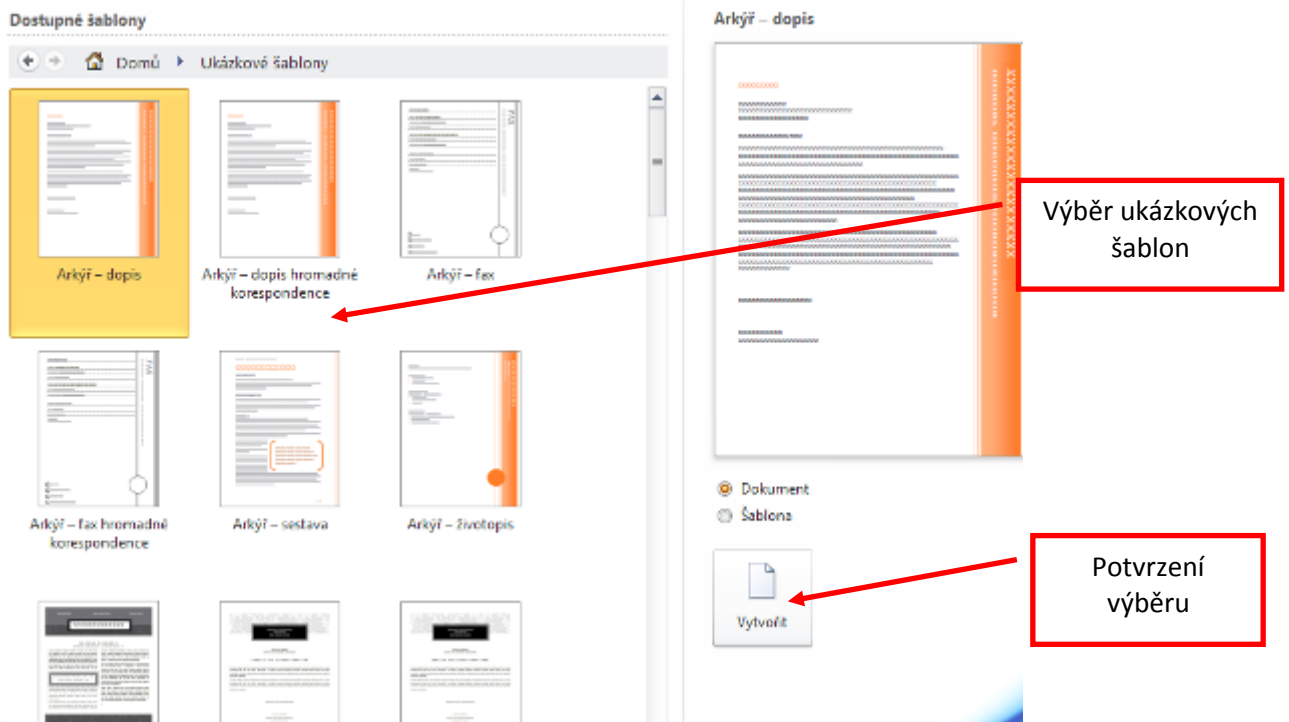 Dostupné šablony
Domů
Ukázkové šablony
Arkýř – dopis
Arkýř – dopis hromadné
korespondence
Arkýř – fax
Arkýř – fax hromadné
korespondence
Arkýř – sestava
Arkýř – životopis
Arkýř – dopis
Dokument
Šablona
Vytvořit
Výběr ukázkových
šablon
Potvrzení
výběru